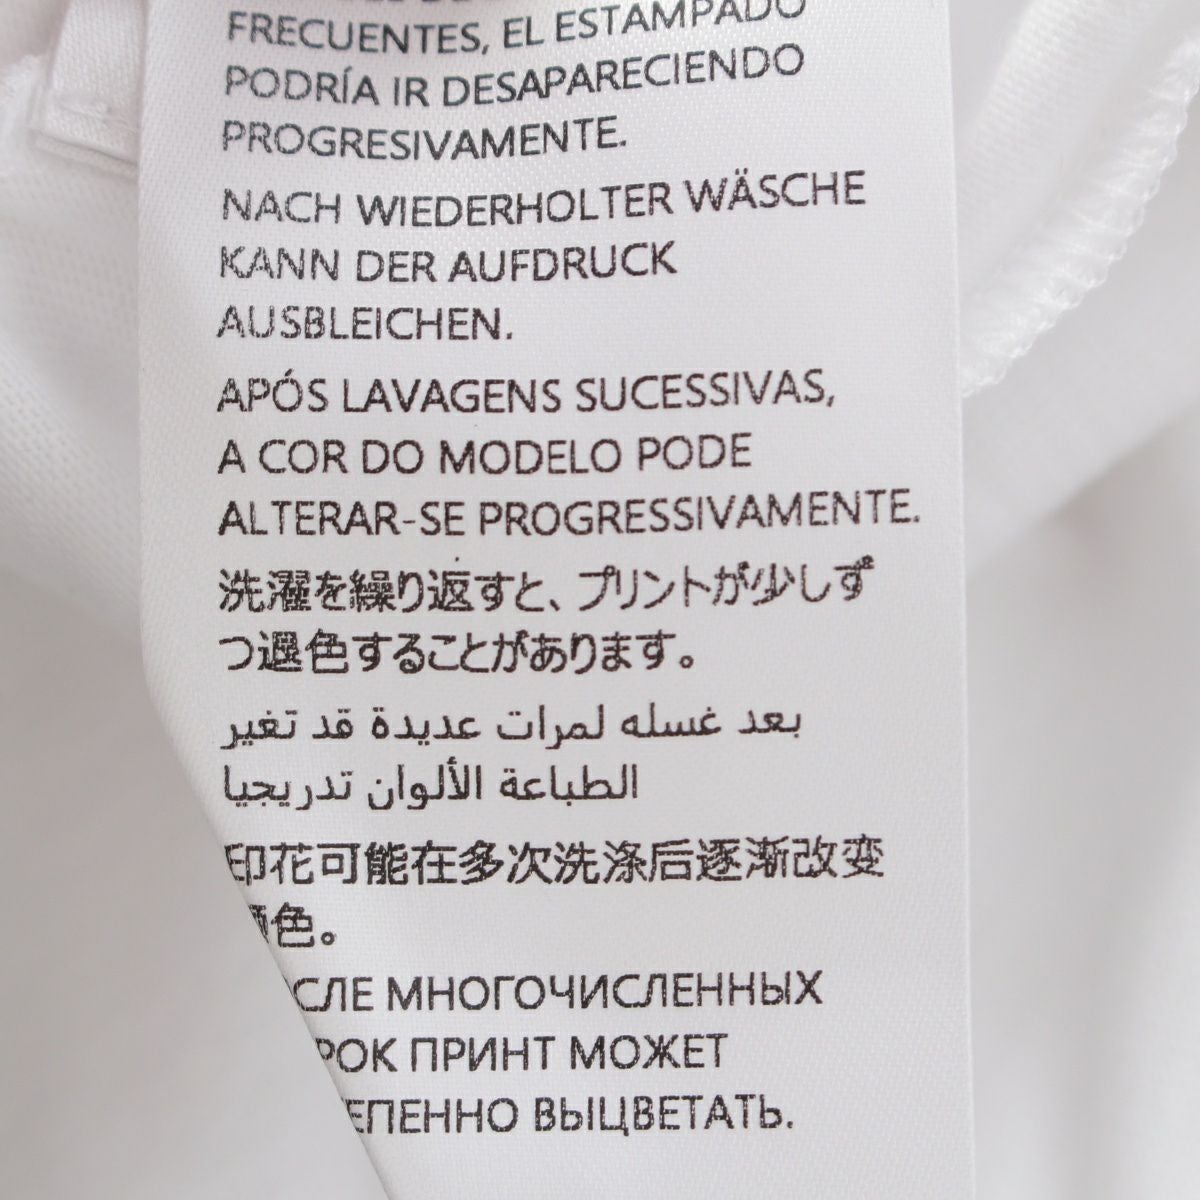 FRECUENTES, EL ESTAMPADO
PODRÍA IR DESAPARECIENDO
PROGRESIVAMENTE.
NACH WIEDERHOLTER WÄSCHE
KANN DER AUFDRUCK
AUSBLEICHEN.
APÓS LAVAGENS SUCESSIVAS,
A COR DO MODELO PODE
ALTERAR-SE PROGRESSIVAMENTE.
洗濯を繰り返すと、プリントが少しず
つ退色することがあります。
بعد غسله لمرات عديدة قد تغير
الطباعة الألوان تدريجيا
印花可能在多次洗涤后逐渐改变
色。
СЛЕ МНОГОЧИСЛЕННЫХ
РОК ПРИНТ МОЖЕТ
ЕПЕННО ВЫЦВЕТАТЬ.